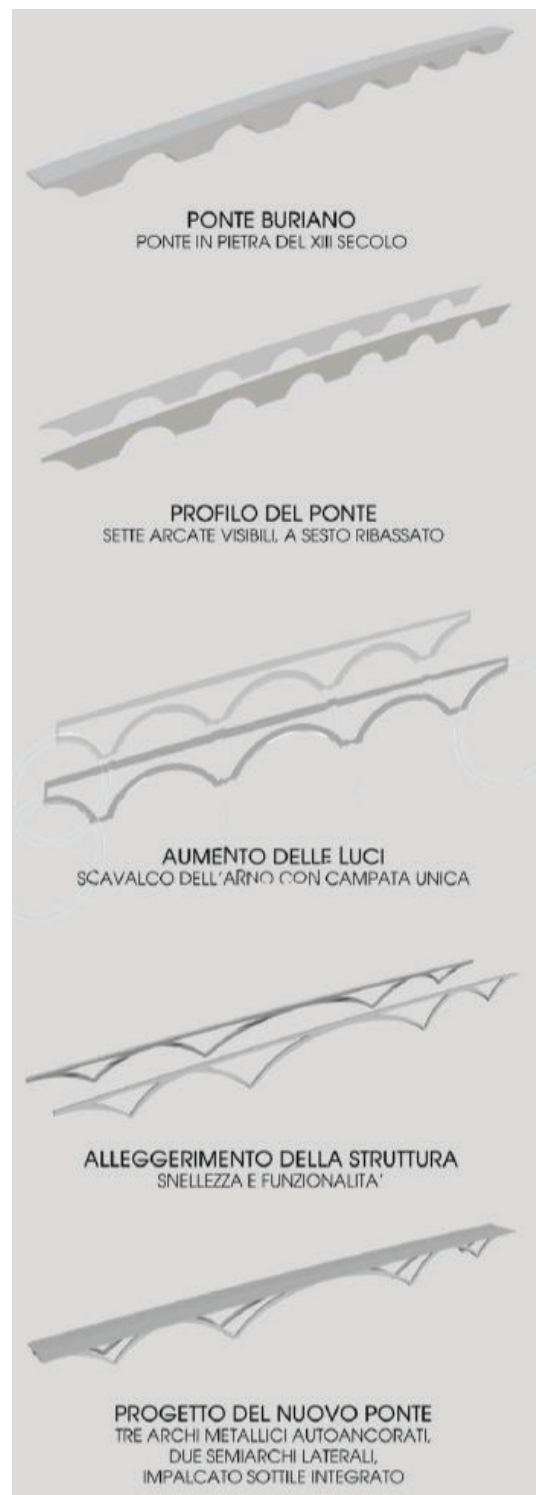 PONTE BURIANO
PONTE IN PIETRA DEL XIII SECOLO
PROFILO DEL PONTE
SETTE ARCATE VISIBILI, A SESTO RIBASSATO
AUMENTO DELLE LUCI
SCAVALCO DELL'ARNO CON CAMPATA UNICA
ALLEGGERIMENTO DELLA STRUTTURA
SNELLEZZA E FUNZIONALITA'
PROGETTO DEL NUOVO PONTE
TRE ARCHI METALLICI AUTOANCORATI,
DUE SEMIARCHI LATERALI,
IMPALCATO SOTTILE INTEGRATO